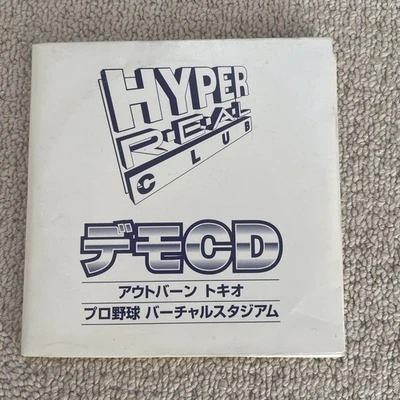 HYPER
R・E・A・L
CLUB
デモCD
アウトバーン トキオ
プロ野球 バーチャルスタジアム